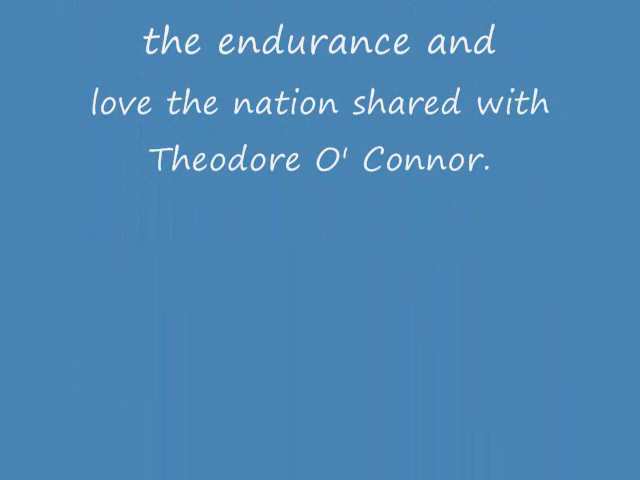 the endurance and
love the nation shared with
Theodore O' Connor.